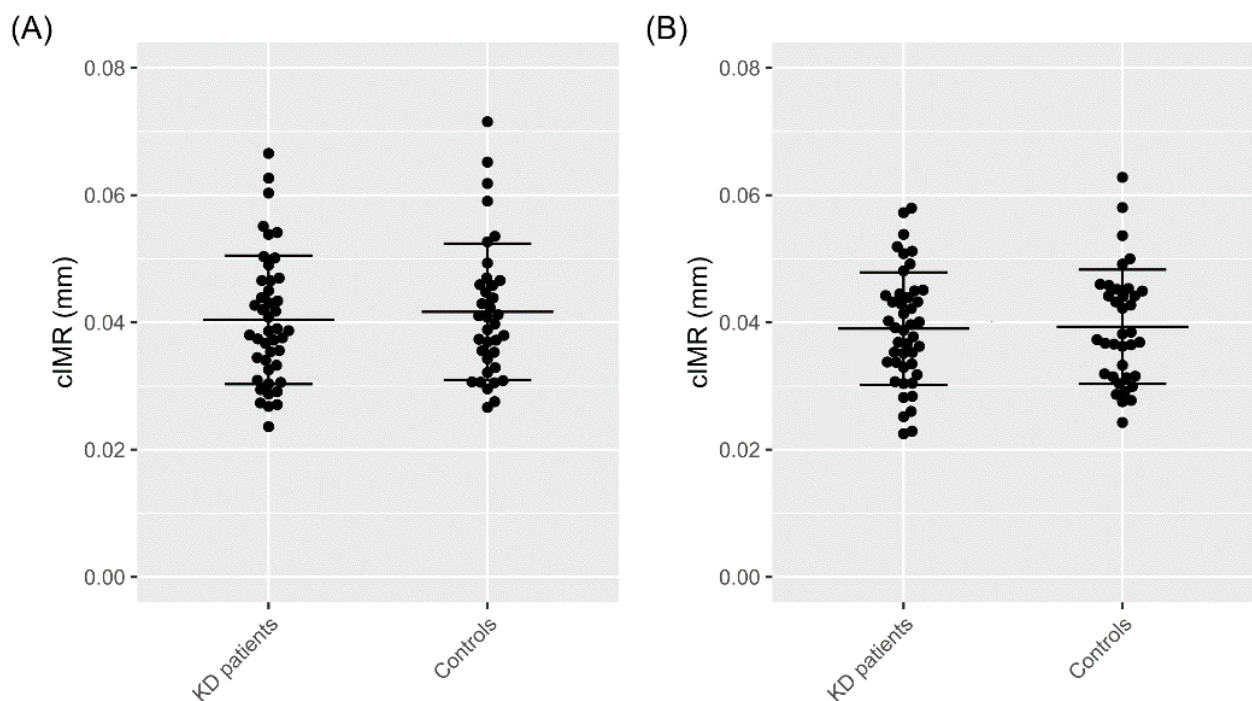 (A)
cIMR (mm)
0.08
0.06
0.04
0.02
0.00
KD patients
Controls
(B)
cIMR (mm)
0.08
0.06
0.04
0.02
0.00
KD patients
Controls